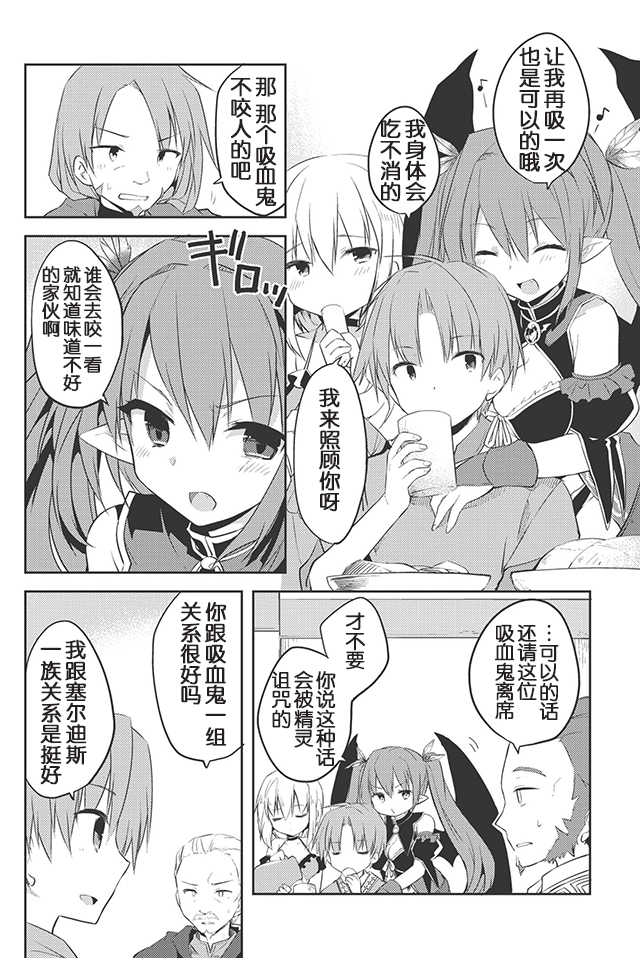 让我再吸一次
也是可以的哦
我身体会
吃不消的
我来照顾你呀
那 那个吸血鬼
不咬人的吧
ギロッ
谁会去咬一看
就知道味道不好
的家伙啊
…可以的话
还请这位
吸血鬼离席
才不要
你说这种话
会被精灵
诅咒的
你跟吸血鬼一组
关系很好吗
我跟塞尔迪斯
一族关系是挺好